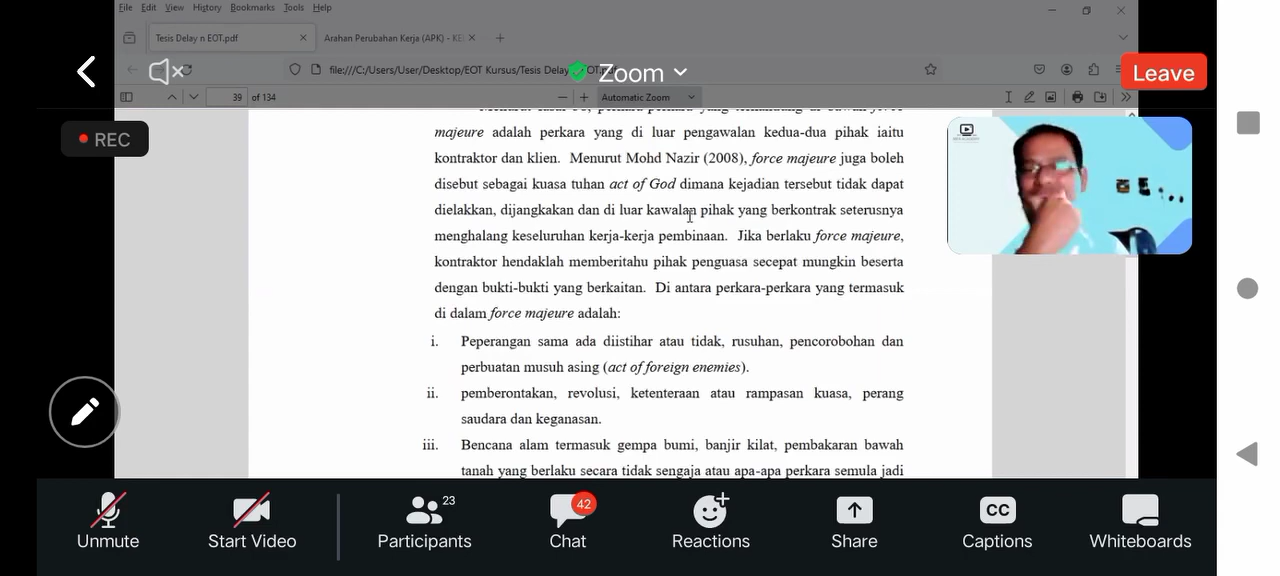 File Edit View History Bookmarks Tools Help
Tesis Delay n EOT.pdf
Arahan Perubahan Kerja (APK) - KE
file:///C:/Users/User/Desktop/EOT Kursus/Tesis Delay
Zoom
Leave
39 of 134
Automatic Zoom
REC
majeure adalah perkara yang di luar pengawalan kedua-dua pihak iaitu
kontraktor dan klien. Menurut Mohd Nazir (2008), force majeure juga boleh
disebut sebagai kuasa tuhan act of God dimana kejadian tersebut tidak dapat
dielakkan, dijangkakan dan di luar kawalan pihak yang berkontrak seterusnya
menghalang keseluruhan kerja-kerja pembinaan. Jika berlaku force majeure,
kontraktor hendaklah memberitahu pihak penguasa secepat mungkin beserta
dengan bukti-bukti yang berkaitan. Di antara perkara-perkara yang termasuk
di dalam force majeure adalah:
i. Peperangan sama ada diistihar atau tidak, rusuhan, pencorobohan dan
perbuatan musuh asing (act of foreign enemies).
ii. pemberontakan, revolusi, ketenteraan atau rampasan kuasa, perang
saudara dan keganasan.
iii. Bencana alam termasuk gempa bumi, banjir kilat, pembakaran bawah
tanah yang berlaku secara tidak sengaja atau apa-apa perkara semula jadi
23
42
CC
Unmute
Start Video
Participants
Chat
Reactions
Share
Captions
Whiteboards